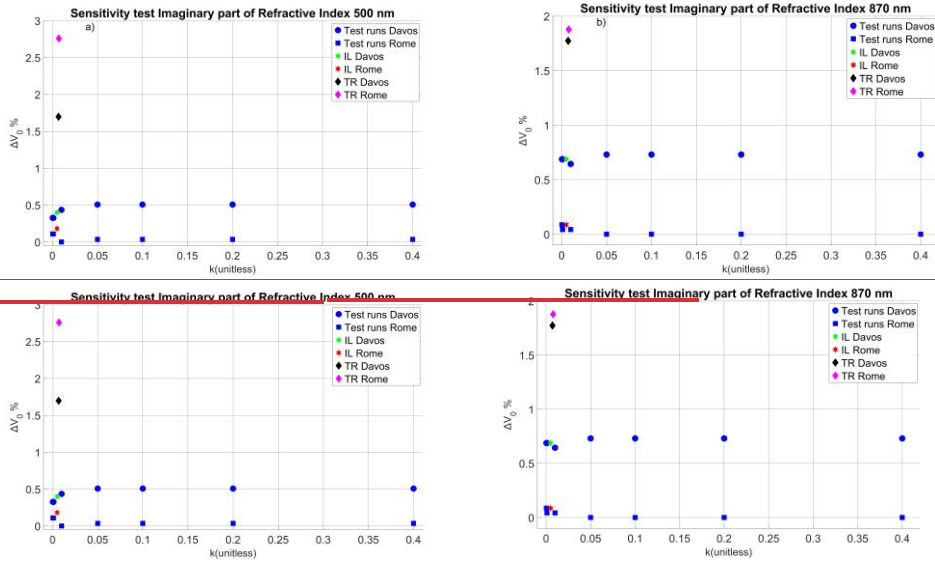 Sensitivity test Imaginary part of Refractive Index 500 nm
a)
3
2.5
2
1.5
1
0.5
0
ΔV0 %
Test runs Davos
Test runs Rome
IL Davos
IL Rome
TR Davos
TR Rome
0 0.05 0.1 0.15 0.2 0.25 0.3 0.35 0.4
k(unitless)
Sensitivity test Imaginary part of Refractive Index 870 nm
b)
2
1.5
1
0.5
0
ΔV0 %
Test runs Davos
Test runs Rome
IL Davos
IL Rome
TR Davos
TR Rome
0 0.05 0.1 0.15 0.2 0.25 0.3 0.35 0.4
k(unitless)
Sensitivity test Imaginary part of Refractive Index 500 nm
3
2.5
2
1.5
1
0.5
0
ΔV0 %
Test runs Davos
Test runs Rome
IL Davos
IL Rome
TR Davos
TR Rome
0 0.05 0.1 0.15 0.2 0.25 0.3 0.35 0.4
k(unitless)
Sensitivity test Imaginary part of Refractive Index 870 nm
2
1.5
1
0.5
0
ΔV0 %
Test runs Davos
Test runs Rome
IL Davos
IL Rome
TR Davos
TR Rome
0 0.05 0.1 0.15 0.2 0.25 0.3 0.35 0.4
k(unitless)